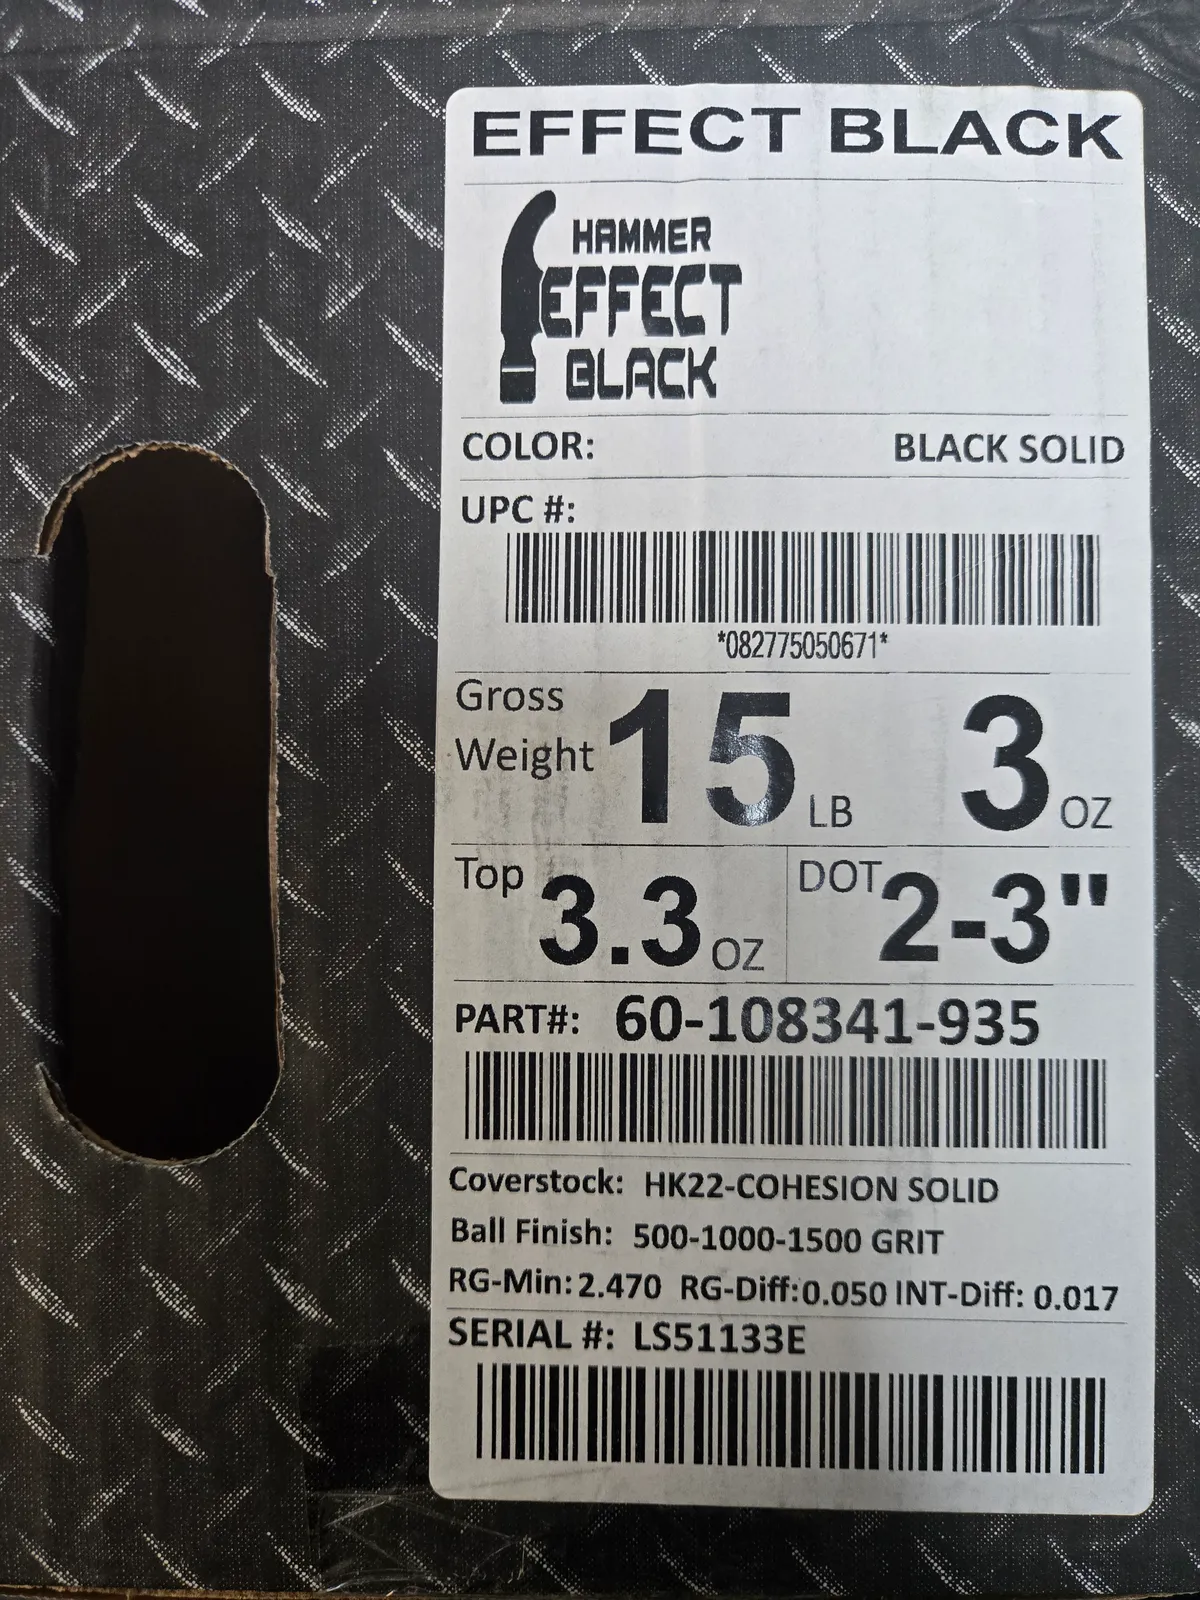 EFFECT BLACK
HAMMER
EFFECT
BLACK
COLOR: BLACK SOLID
UPC #:
*082775050671*
Gross Weight 15 LB 3 OZ
Top 3.3 OZ DOT 2-3"
PART#: 60-108341-935
Coverstock: HK22-COHESION SOLID
Ball Finish: 500-1000-1500 GRIT
RG-Min: 2.470 RG-Diff: 0.050 INT-Diff: 0.017
SERIAL #: LS51133E